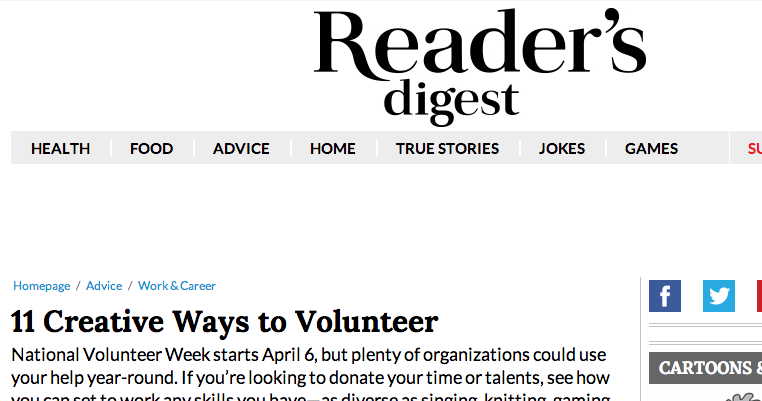 Reader's
digest
HEALTH FOOD ADVICE HOME TRUE STORIES JOKES GAMES SU
Homepage / Advice / Work & Career
11 Creative Ways to Volunteer
National Volunteer Week starts April 6, but plenty of organizations could use
your help year-round. If you're looking to donate your time or talents, see how
you can set to work any skills you have—as diverse as singing, knitting, gaming
CARTOONS &